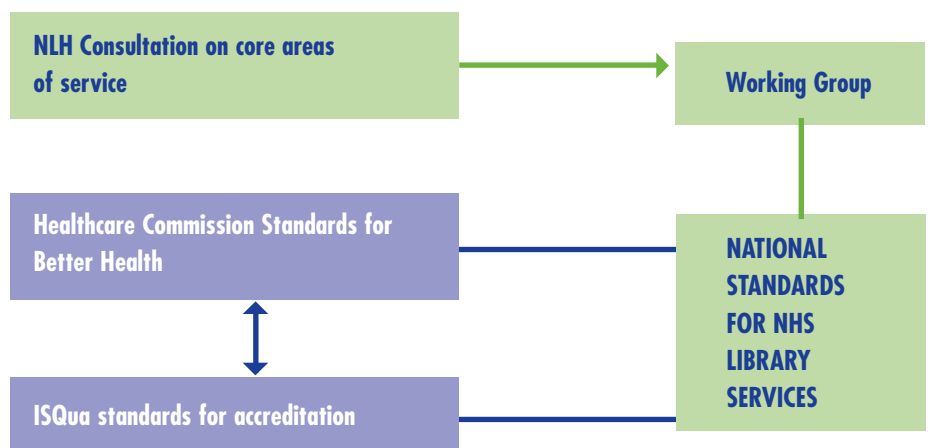 NLH Consultation on core areas
of service
Working Group
Healthcare Commission Standards for
Better Health
NATIONAL
STANDARDS
FOR NHS
LIBRARY
SERVICES
ISQua standards for accreditation